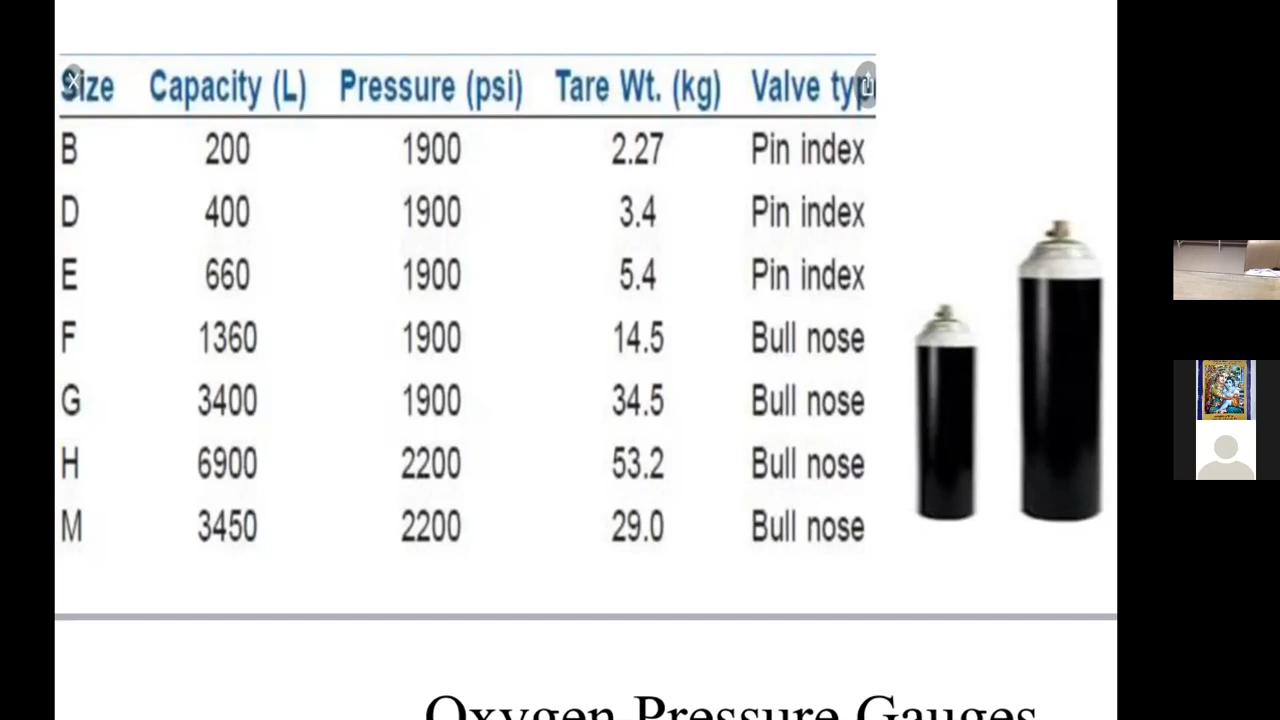 Size Capacity (L) Pressure (psi) Tare Wt. (kg) Valve typ
B 200 1900 2.27 Pin index
D 400 1900 3.4 Pin index
E 660 1900 5.4 Pin index
F 1360 1900 14.5 Bull nose
G 3400 1900 34.5 Bull nose
H 6900 2200 53.2 Bull nose
M 3450 2200 29.0 Bull nose
Oxygen Pressure Gauges